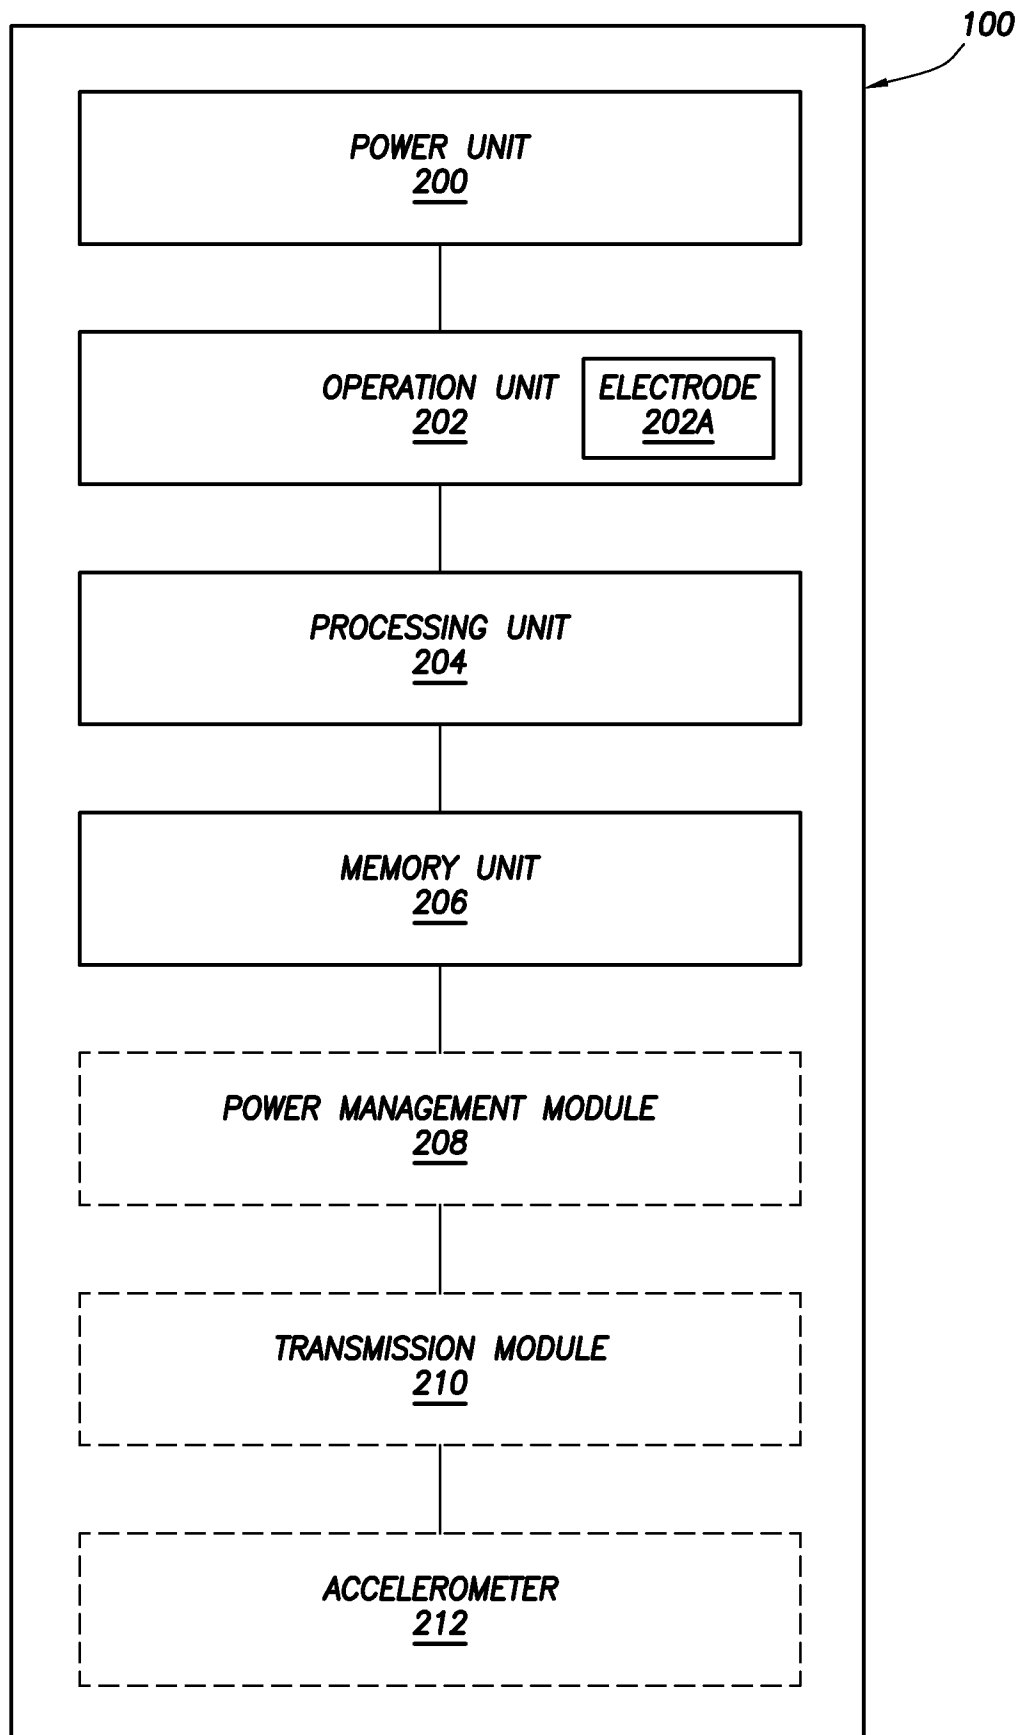 100
POWER UNIT
200
OPERATION UNIT
202
ELECTRODE
202A
PROCESSING UNIT
204
MEMORY UNIT
206
POWER MANAGEMENT MODULE
208
TRANSMISSION MODULE
210
ACCELEROMETER
212